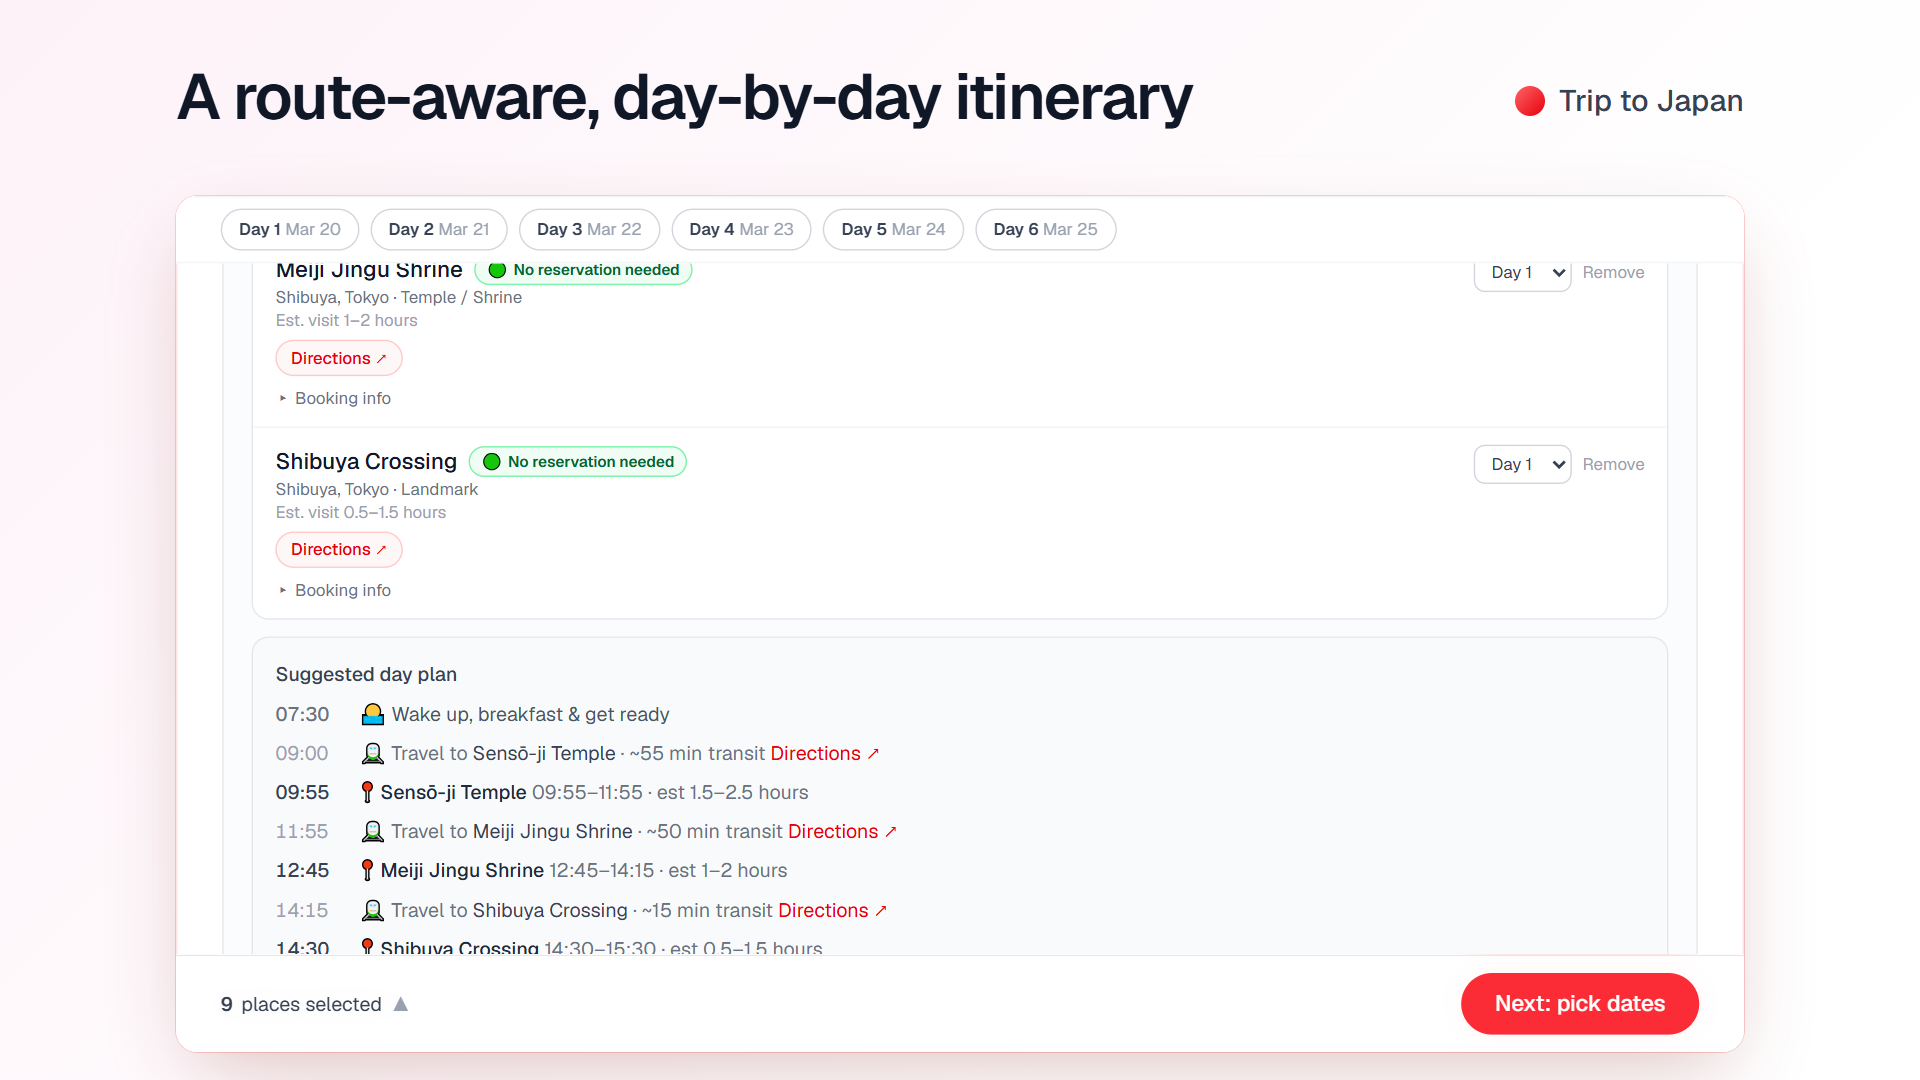 A route-aware, day-by-day itinerary
Trip to Japan
Day 1 Mar 20
Day 2 Mar 21
Day 3 Mar 22
Day 4 Mar 23
Day 5 Mar 24
Day 6 Mar 25
Meiji Jingu Shrine
No reservation needed
Day 1
Remove
Shibuya, Tokyo · Temple / Shrine
Est. visit 1–2 hours
Directions ↗
▸ Booking info
Shibuya Crossing
No reservation needed
Day 1
Remove
Shibuya, Tokyo · Landmark
Est. visit 0.5–1.5 hours
Directions ↗
▸ Booking info
Suggested day plan
07:30 Wake up, breakfast & get ready
09:00 Travel to Sensō-ji Temple · ~55 min transit Directions ↗
09:55 Sensō-ji Temple 09:55–11:55 · est 1.5–2.5 hours
11:55 Travel to Meiji Jingu Shrine · ~50 min transit Directions ↗
12:45 Meiji Jingu Shrine 12:45–14:15 · est 1–2 hours
14:15 Travel to Shibuya Crossing · ~15 min transit Directions ↗
14:30 Shibuya Crossing 14:30–15:30 · est 0.5–1.5 hours
9 places selected ▲
Next: pick dates